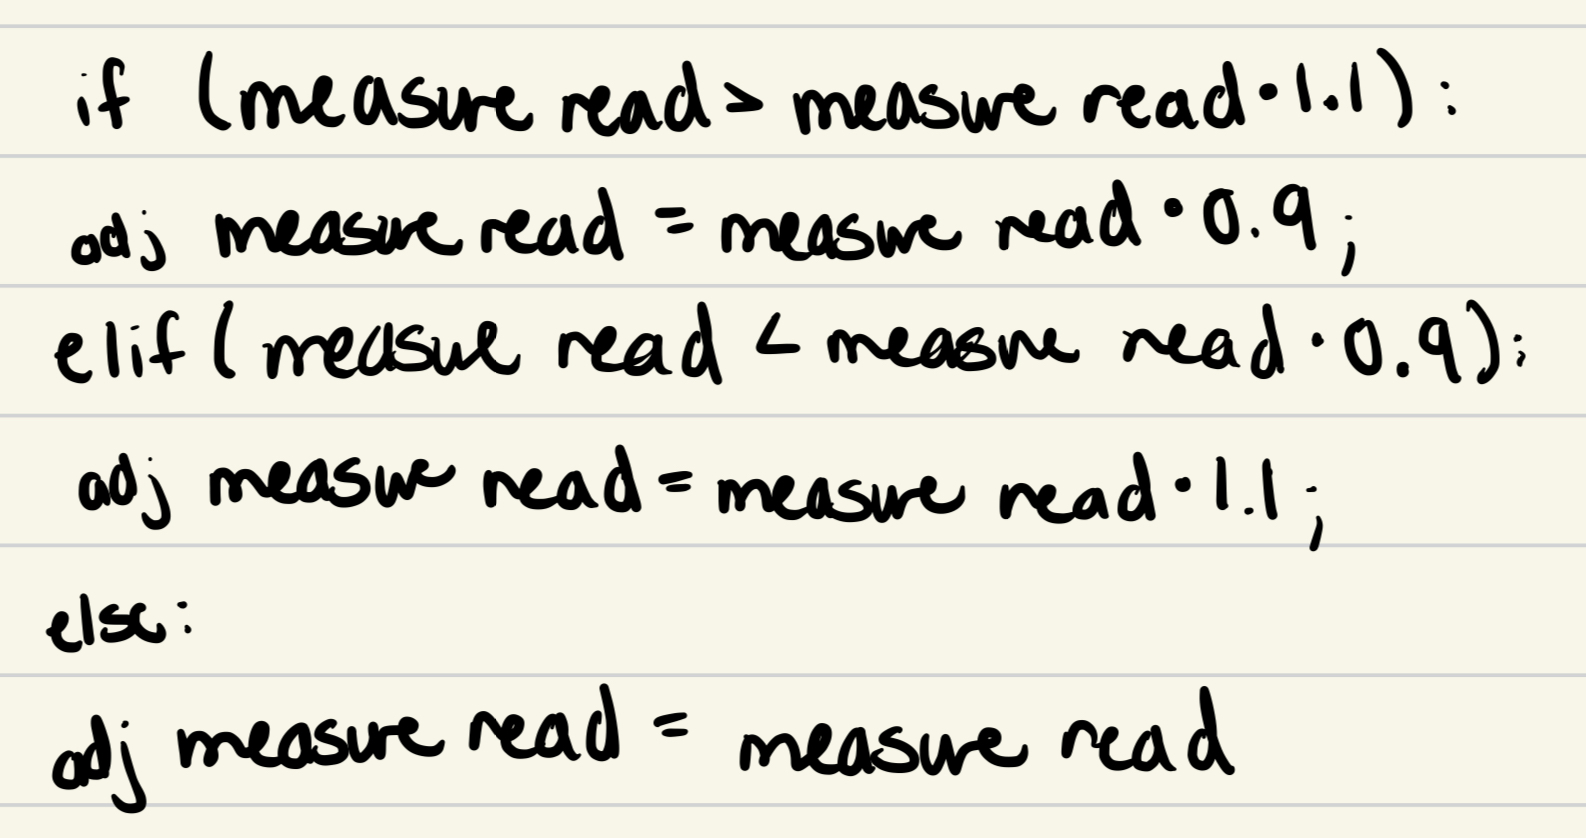 if (measure read > measure read • 1.1):
adj measure read = measure read • 0.9;
elif (measure read < measure read • 0.9):
adj measure read = measure read • 1.1;
else:
adj measure read = measure read